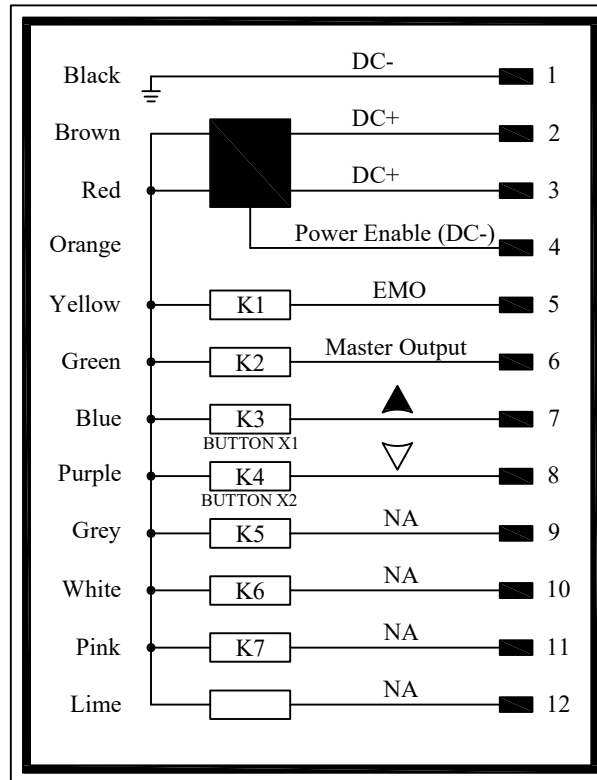 Black DC- 1
Brown DC+ 2
Red DC+ 3
Orange Power Enable (DC-) 4
Yellow K1 EMO 5
Green K2 Master Output 6
Blue K3 7
BUTTON X1
Purple K4 8
BUTTON X2
Grey K5 NA 9
White K6 NA 10
Pink K7 NA 11
Lime NA 12